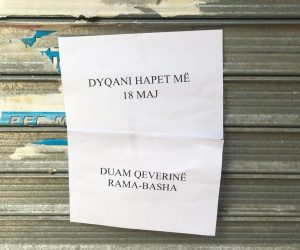 DYQANI HAPET MË
18 MAJ
DUAM QEVERINË
RAMA-BASHA